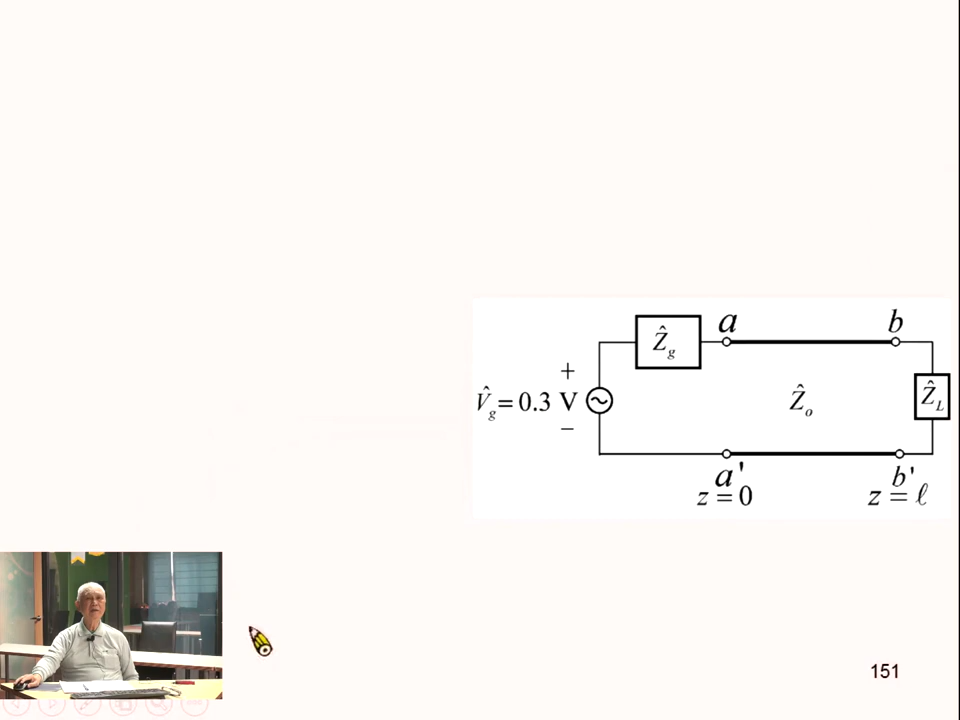 a
b
Ẑg
+
V̂g = 0.3 V
−
Ẑo
ẐL
a'
b'
z = 0
z = ℓ
151